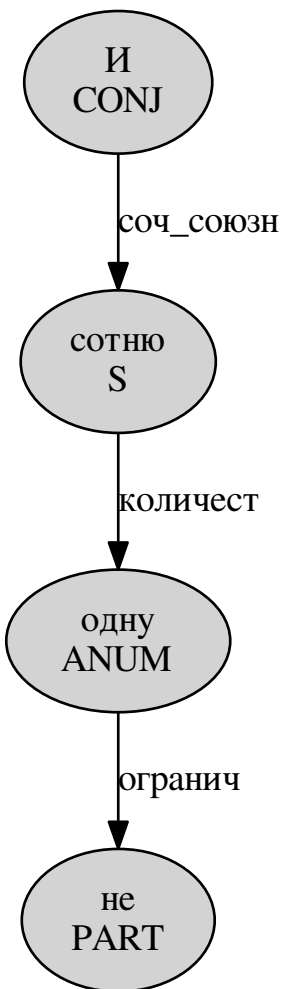 И
CONJ
соч_союзн
сотню
S
количест
одну
ANUM
огранич
не
PART